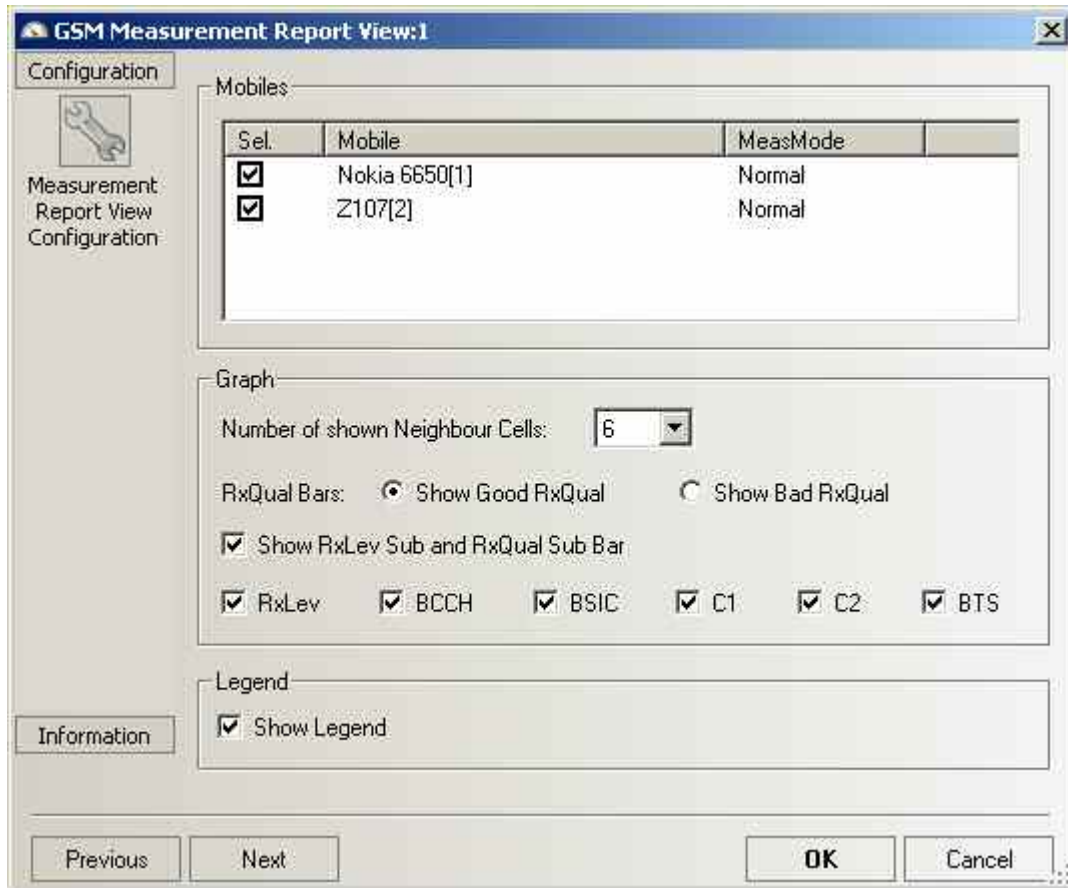 GSM Measurement Report View:1
Configuration
Measurement
Report View
Configuration
Information
Mobiles
Sel. Mobile MeasMode
Nokia 6650[1] Normal
Z107[2] Normal
Graph
Number of shown Neighbour Cells: 6
RxQual Bars: Show Good RxQual Show Bad RxQual
Show RxLev Sub and RxQual Sub Bar
RxLev BCCH BSIC C1 C2 BTS
Legend
Show Legend
Previous Next OK Cancel